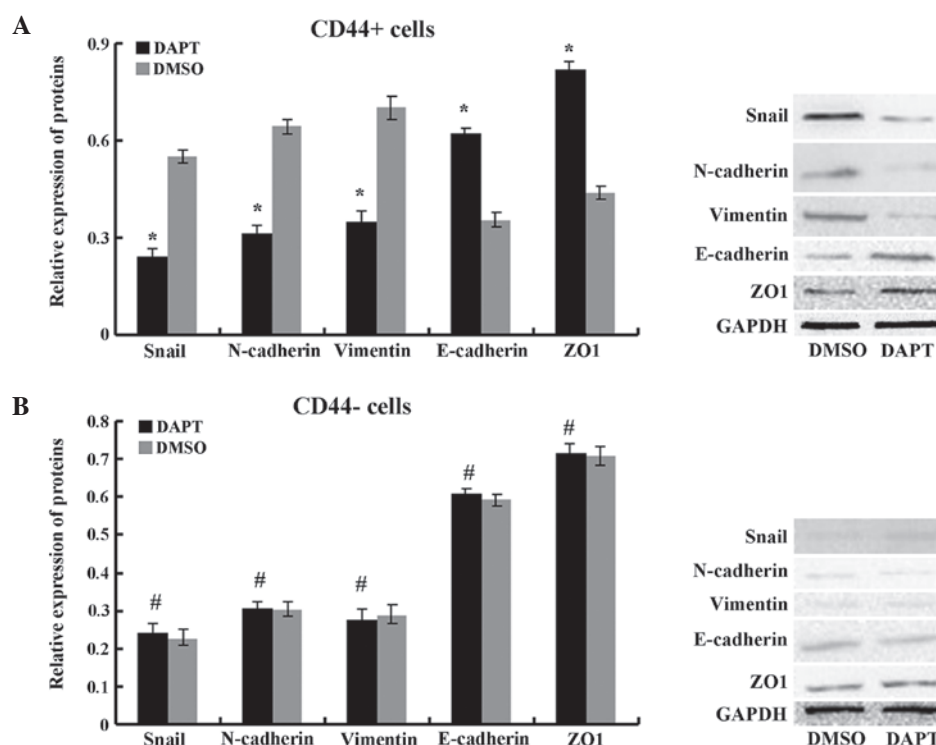 A
CD44+ cells
DAPT
DMSO
Relative expression of proteins
0.9
0.6
0.3
0
*
*
*
*
*
Snail
N-cadherin
Vimentin
E-cadherin
ZO1
Snail
N-cadherin
Vimentin
E-cadherin
ZO1
GAPDH
DMSO DAPT
B
CD44- cells
DAPT
DMSO
Relative expression of proteins
0.8
0.7
0.6
0.5
0.4
0.3
0.2
0.1
0
#
#
#
#
#
Snail
N-cadherin
Vimentin
E-cadherin
ZO1
Snail
N-cadherin
Vimentin
E-cadherin
ZO1
GAPDH
DMSO DAPT